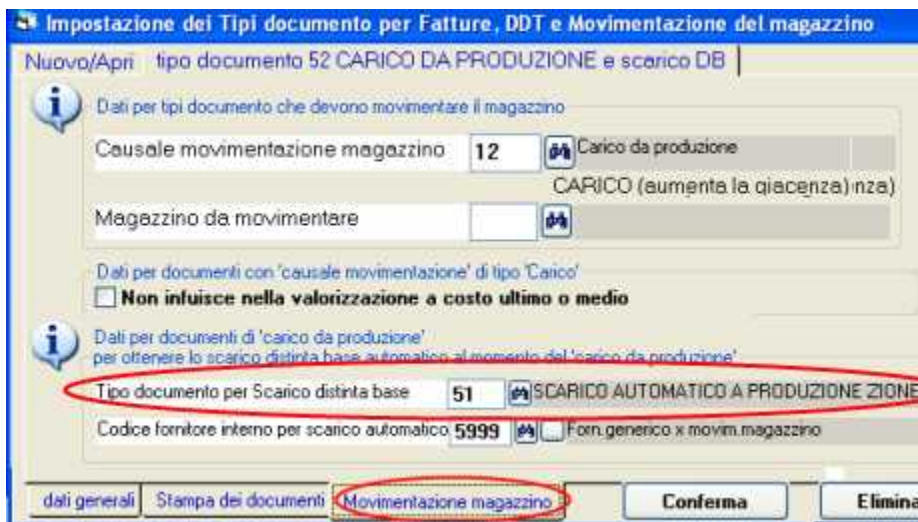 Impostazione dei Tipi documento per Fatture, DDT e Movimentazione del magazzino
Nuovo/Apri tipo documento 52 CARICO DA PRODUZIONE e scarico DB
Dati per tipi documento che devono movimentare il magazzino
Causale movimentazione magazzino 12 Carico da produzione
CARICO (aumenta la giacenza) nza)
Magazzino da movimentare
Dati per documenti con 'causale movimentazione' di tipo 'Carico'
Non infuisce nella valorizzazione a costo ultimo o medio
Dati per documenti di 'carico da produzione'
per ottenere lo scarico distinta base automatico al momento del 'carico da produzione'
Tipo documento per Scarico distinta base 51 SCARICO AUTOMATICO A PRODUZIONE ZIONE
Codice fornitore interno per scarico automatico 5999 Forn.generico x movim.magazzino
dati generali Stampa dei documenti Movimentazione magazzino Conferma Elimina